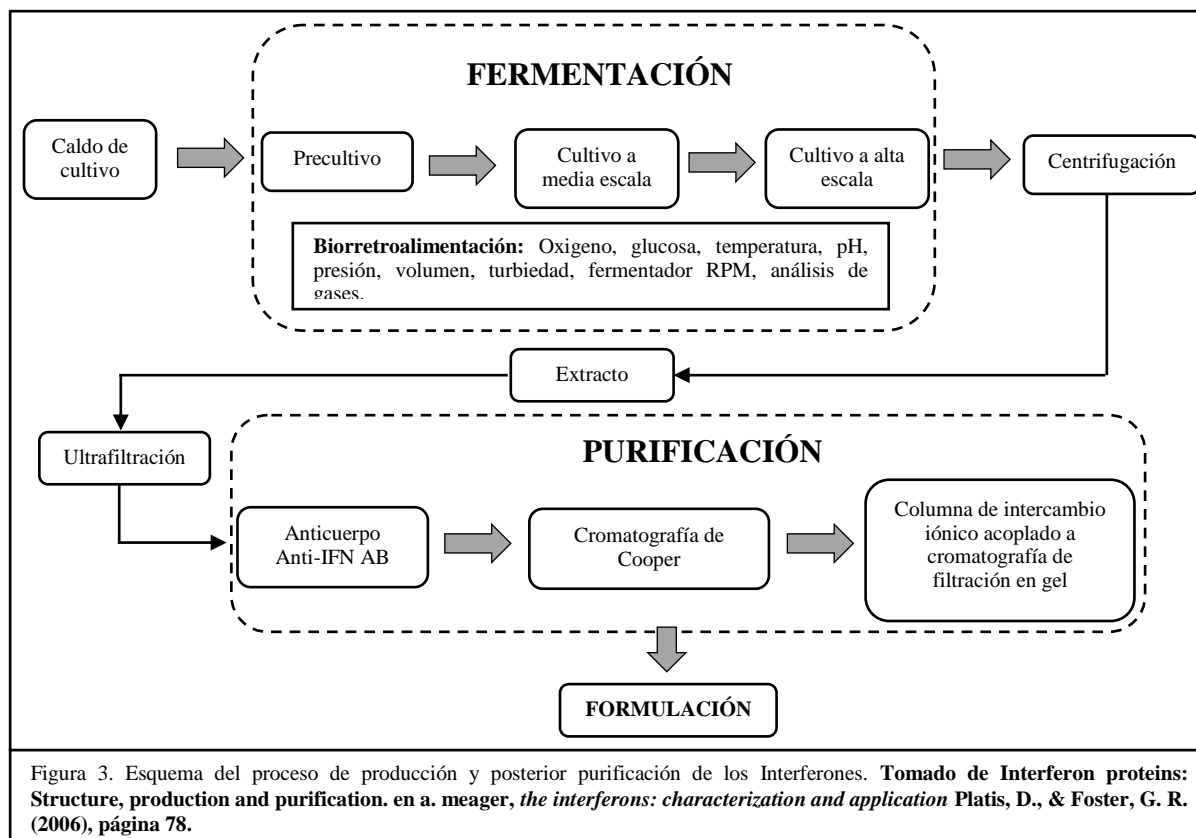 FERMENTACIÓN
Caldo de
cultivo
Precultivo
Cultivo a
media escala
Cultivo a alta
escala
Centrifugación
Biorretroalimentación: Oxigeno, glucosa, temperatura, pH,
presión, volumen, turbiedad, fermentador RPM, análisis de
gases.
Extracto
Ultrafiltración
PURIFICACIÓN
Anticuerpo
Anti-IFN AB
Cromatografía de
Cooper
Columna de intercambio
iónico acoplado a
cromatografía de
filtración en gel
FORMULACIÓN
Figura 3. Esquema del proceso de producción y posterior purificación de los Interferones. Tomado de Interferon proteins:
Structure, production and purification. en a. meager, the interferons: characterization and application Platis, D., & Foster, G. R.
(2006), página 78.